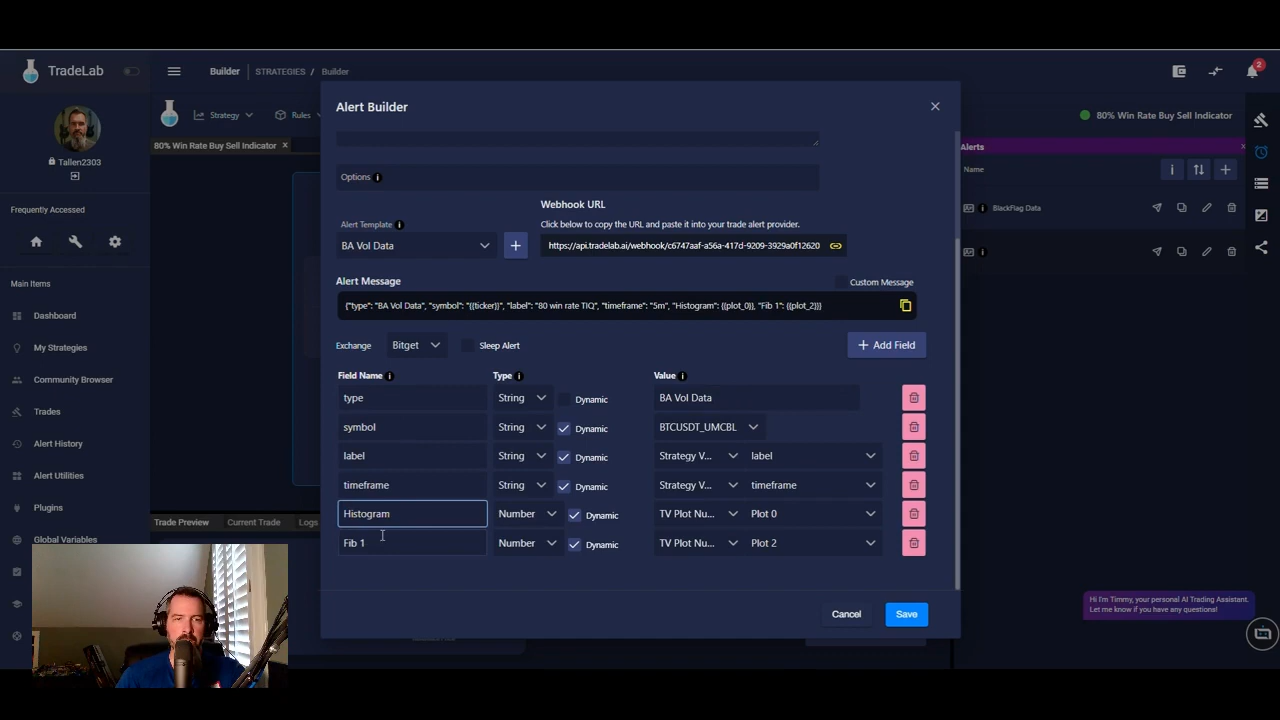 TradeLab
Builder
STRATEGIES / Builder
2
Tallen2303
Frequently Accessed
Main Items
Dashboard
My Strategies
Community Browser
Trades
Alert History
Alert Utilities
Plugins
Global Variables
Strategy
Rules
80% Win Rate Buy Sell Indicator ×
Trade Preview
Current Trade
Logs
Alert Builder
Options
Webhook URL
Alert Template
Click below to copy the URL and paste it into your trade alert provider.
BA Vol Data
https://api.tradelab.ai/webhook/c6747aaf-a56a-417d-9209-3929a0f12620
Alert Message
Custom Message
{"type": "BA Vol Data", "symbol": "{{ticker}}", "label": "80 win rate TIQ", "timeframe": "5m", "Histogram": {{plot_0}}, "Fib 1": {{plot_2}}}
Exchange
Bitget
Sleep Alert
+ Add Field
Field Name
Type
Value
type
String
Dynamic
BA Vol Data
symbol
String
Dynamic
BTCUSDT_UMCBL
label
String
Dynamic
Strategy V...
label
timeframe
String
Dynamic
Strategy V...
timeframe
Histogram
Number
Dynamic
TV Plot Nu...
Plot 0
Fib 1
Number
Dynamic
TV Plot Nu...
Plot 2
Cancel
Save
80% Win Rate Buy Sell Indicator
Alerts
Name
BlackFlag Data
Hi I'm Timmy, your personal AI Trading Assistant.
Let me know if you have any questions!